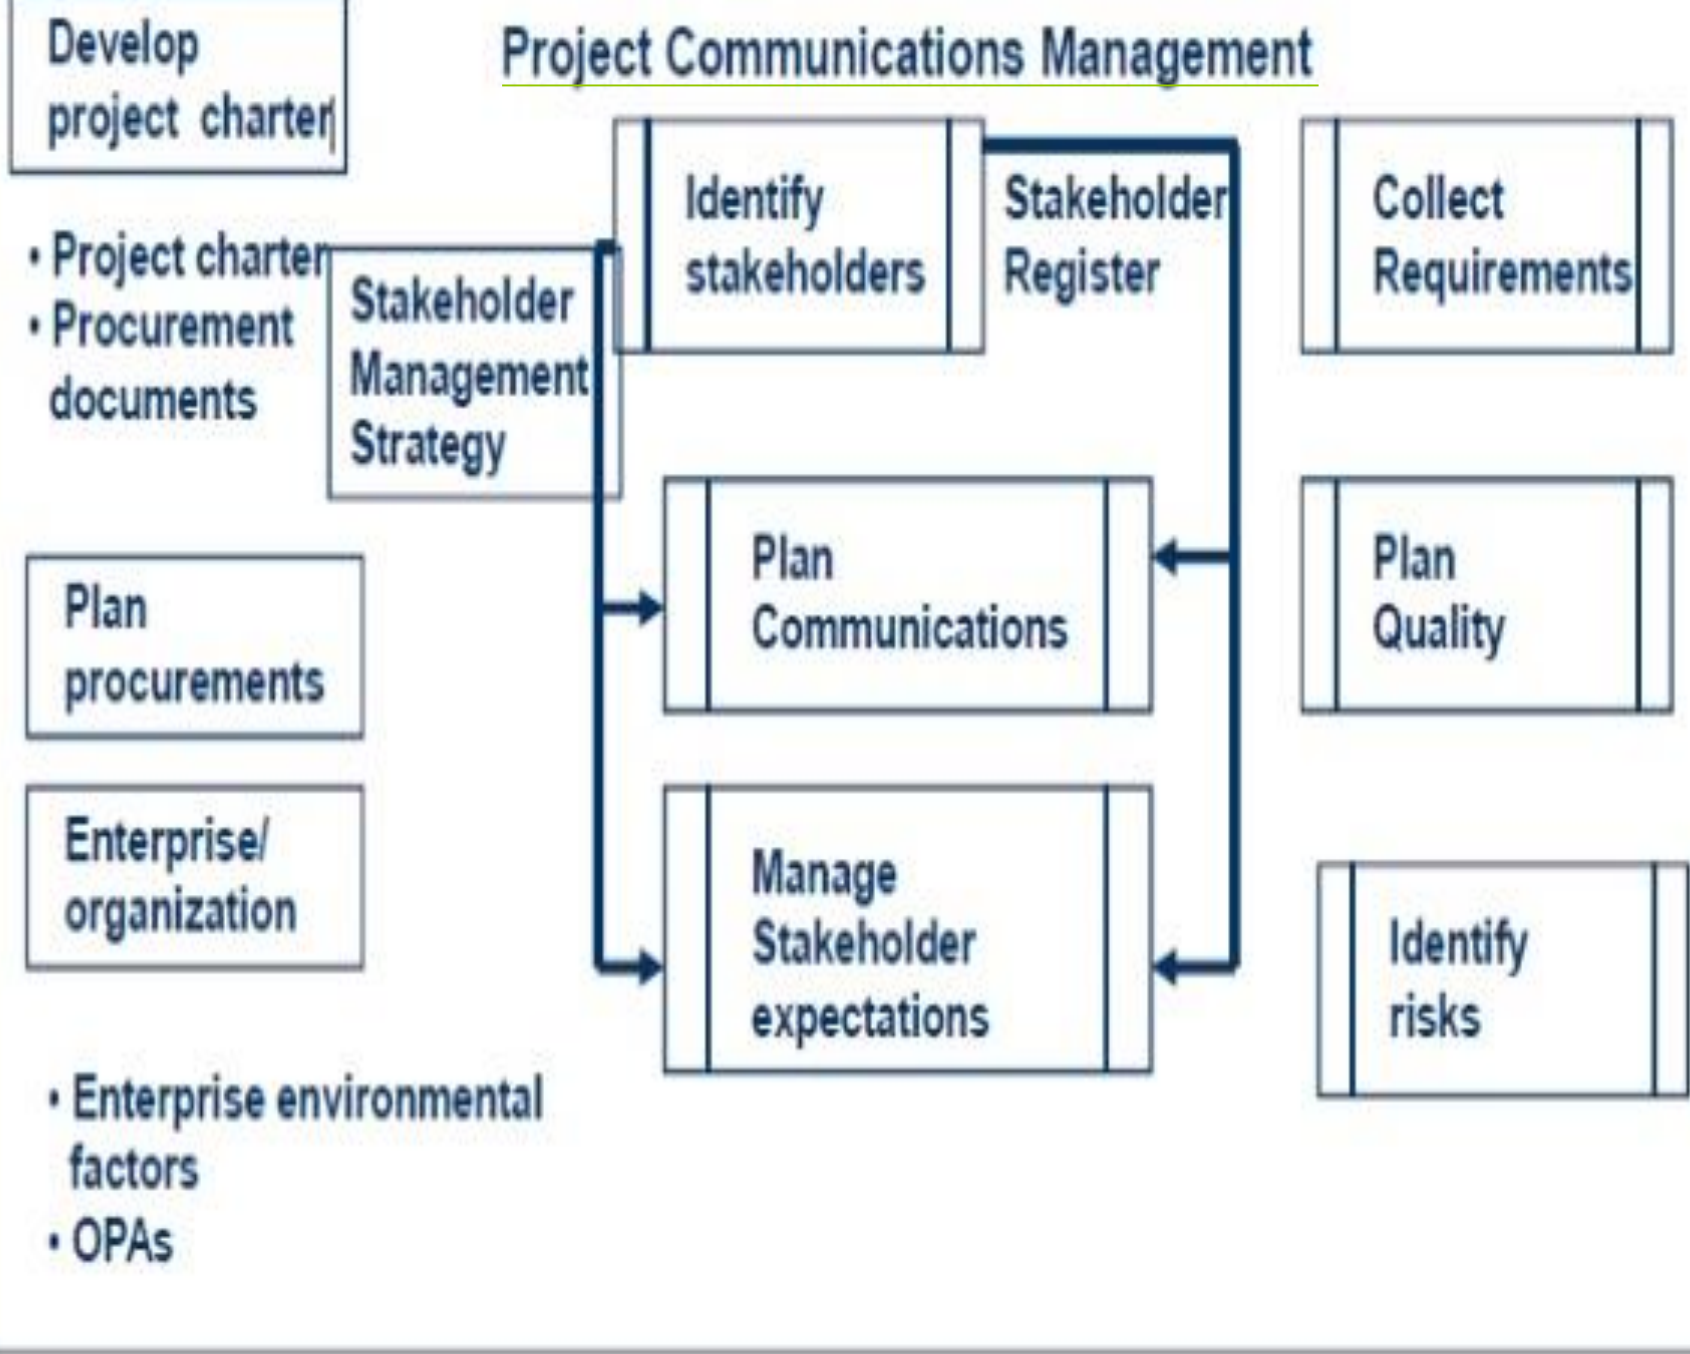 Develop
project charter
Project Communications Management
Identify
stakeholders
Stakeholder
Register
Collect
Requirements
• Project charter
• Procurement
documents
Stakeholder
Management
Strategy
Plan
procurements
Plan
Communications
Plan
Quality
Enterprise/
organization
Manage
Stakeholder
expectations
Identify
risks
• Enterprise environmental
factors
• OPAs